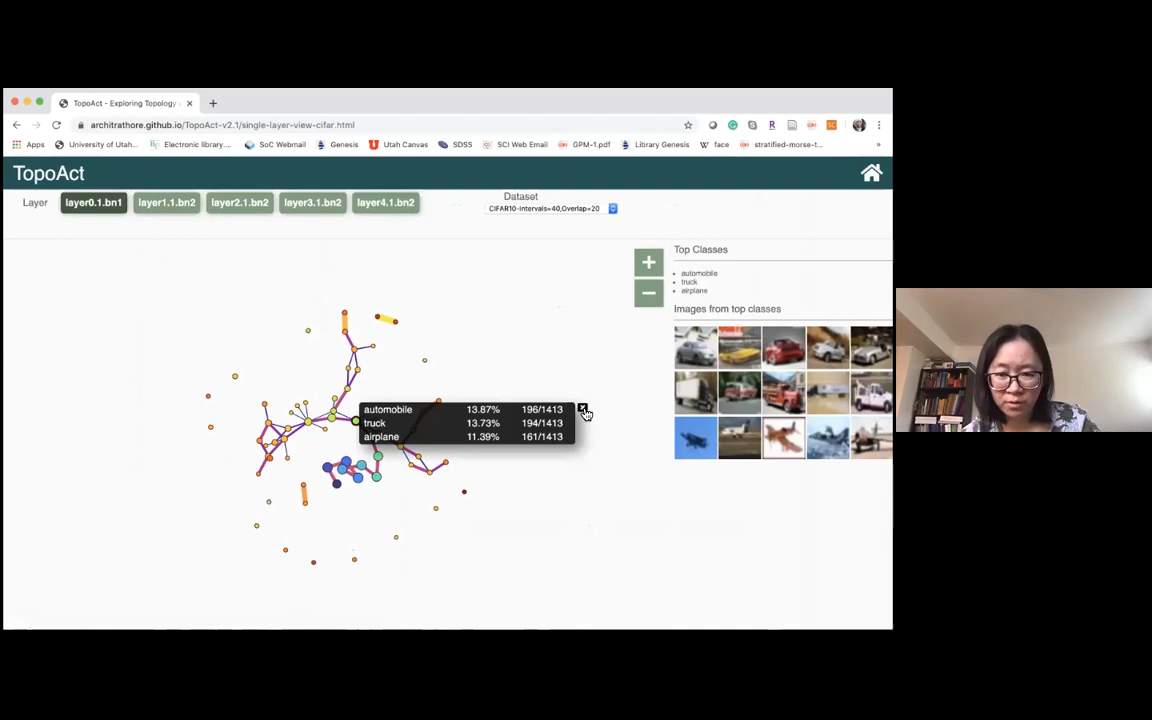 TopoAct - Exploring Topology
architrathore.github.io/TopoAct-v2.1/single-layer-view-cifar.html
Apps University of Utah... Electronic library.... SoC Webmail Genesis Utah Canvas SDSS SCI Web Email GPM-1.pdf Library Genesis face stratified-morse-t... »
TopoAct
Layer layer0.1.bn1 layer1.1.bn2 layer2.1.bn2 layer3.1.bn2 layer4.1.bn2
Dataset
CIFAR10-intervals=40,Overlap=20
+
−
Top Classes
automobile
truck
airplane
Images from top classes
automobile 13.87% 196/1413
truck 13.73% 194/1413
airplane 11.39% 161/1413